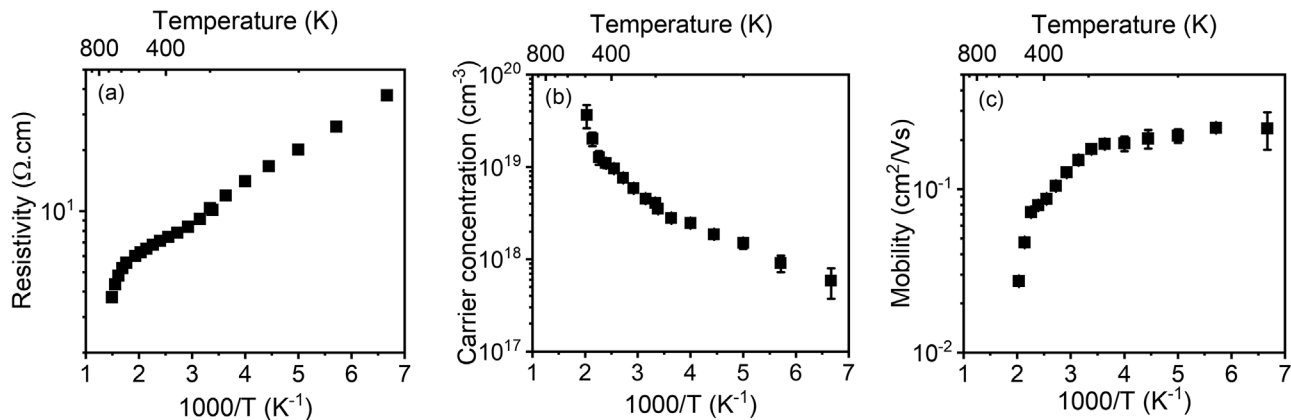 Temperature (K)
800 400
(a)
Resistivity (Ω.cm)
10¹
1 2 3 4 5 6 7
1000/T (K⁻¹)
Temperature (K)
800 400
(b)
Carrier concentration (cm⁻³)
10²⁰
10¹⁹
10¹⁸
10¹⁷
1 2 3 4 5 6 7
1000/T (K⁻¹)
Temperature (K)
800 400
(c)
Mobility (cm²/Vs)
10⁻¹
10⁻²
1 2 3 4 5 6 7
1000/T (K⁻¹)